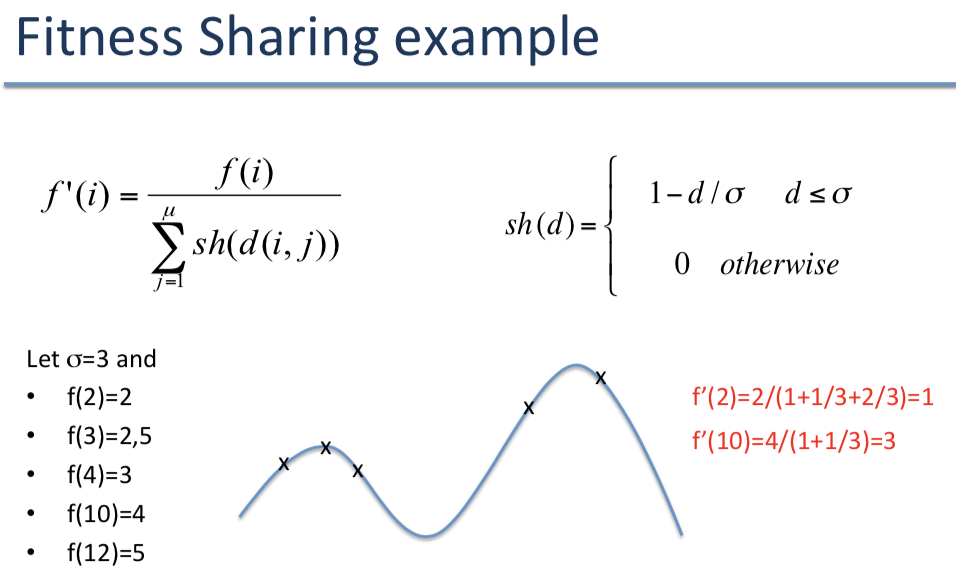 Fitness Sharing example
f'(i) = f(i) / μ∑j=1 sh(d(i, j))
sh(d) = { 1 − d / σ d ≤ σ
0 otherwise
Let σ=3 and
• f(2)=2
• f(3)=2,5
• f(4)=3
• f(10)=4
• f(12)=5
x
x
x
x
x
f’(2)=2/(1+1/3+2/3)=1
f’(10)=4/(1+1/3)=3